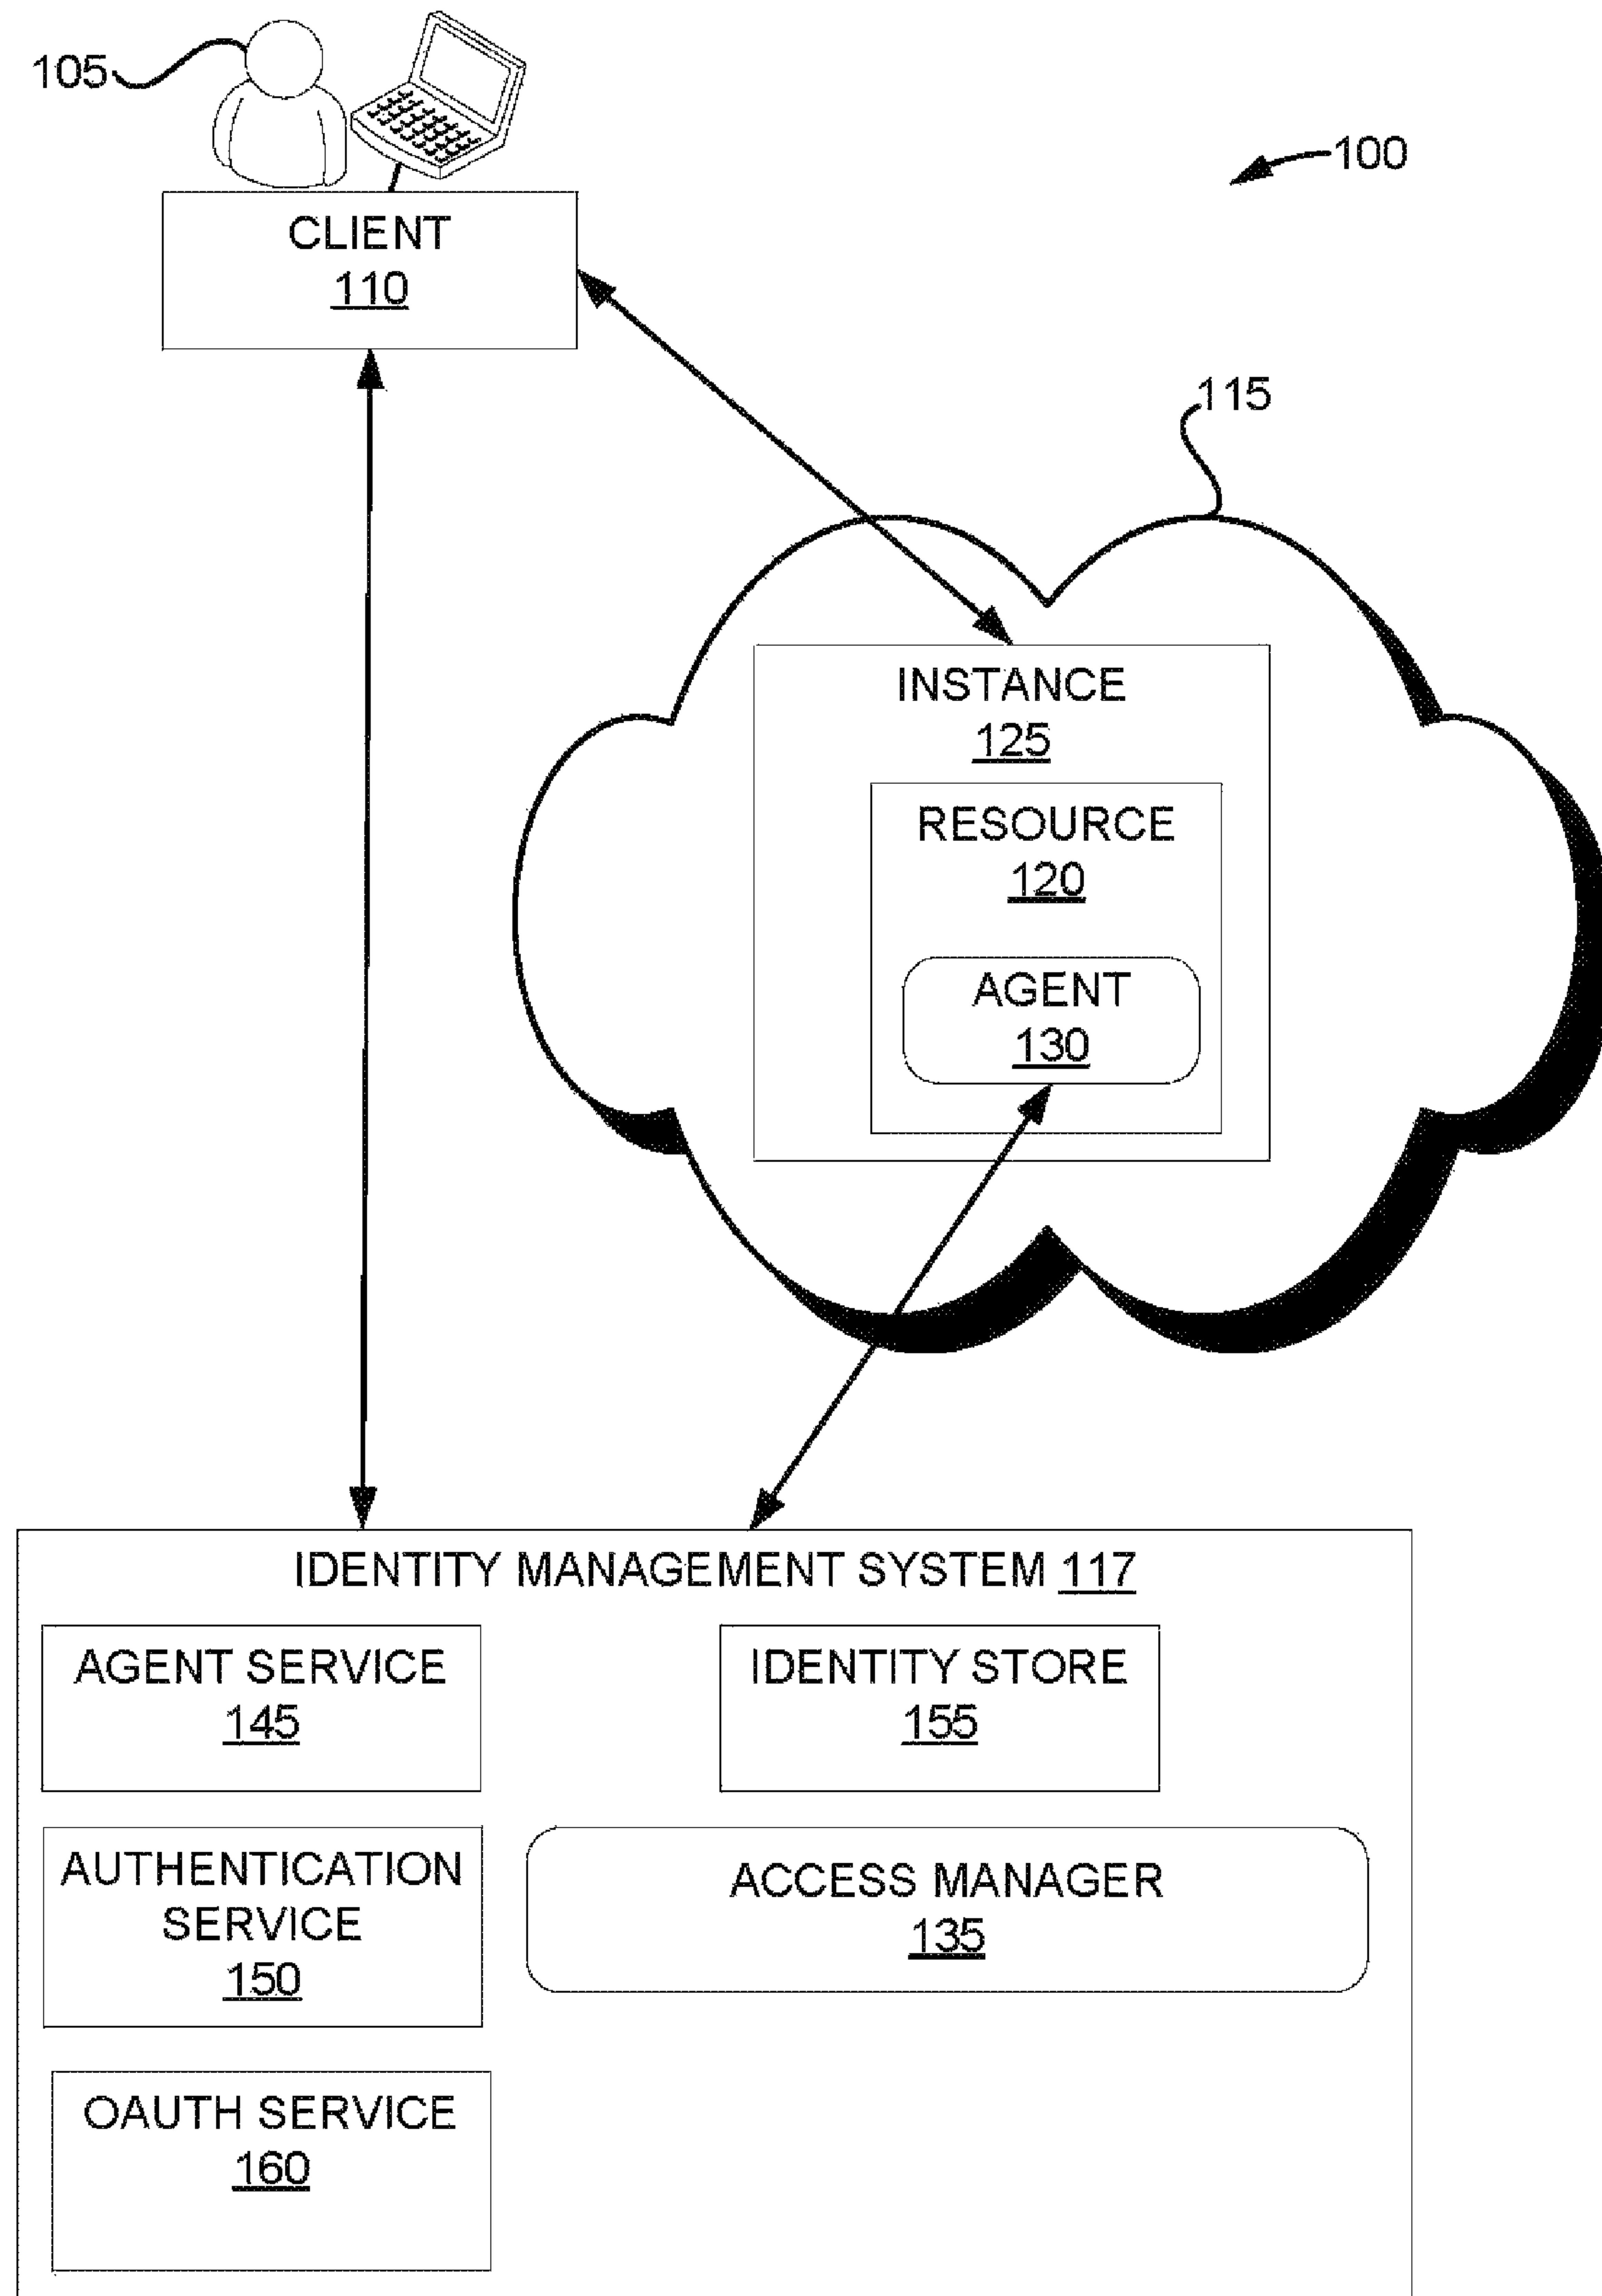 105
100
CLIENT
110
115
INSTANCE
125
RESOURCE
120
AGENT
130
IDENTITY MANAGEMENT SYSTEM 117
AGENT SERVICE
145
IDENTITY STORE
155
AUTHENTICATION
SERVICE
150
ACCESS MANAGER
135
OAUTH SERVICE
160